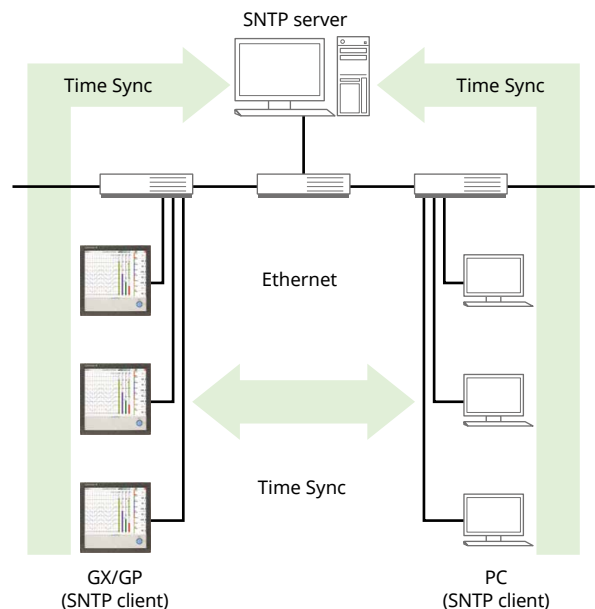 SNTP server
Time Sync
Time Sync
Ethernet
Time Sync
GX/GP
(SNTP client)
PC
(SNTP client)